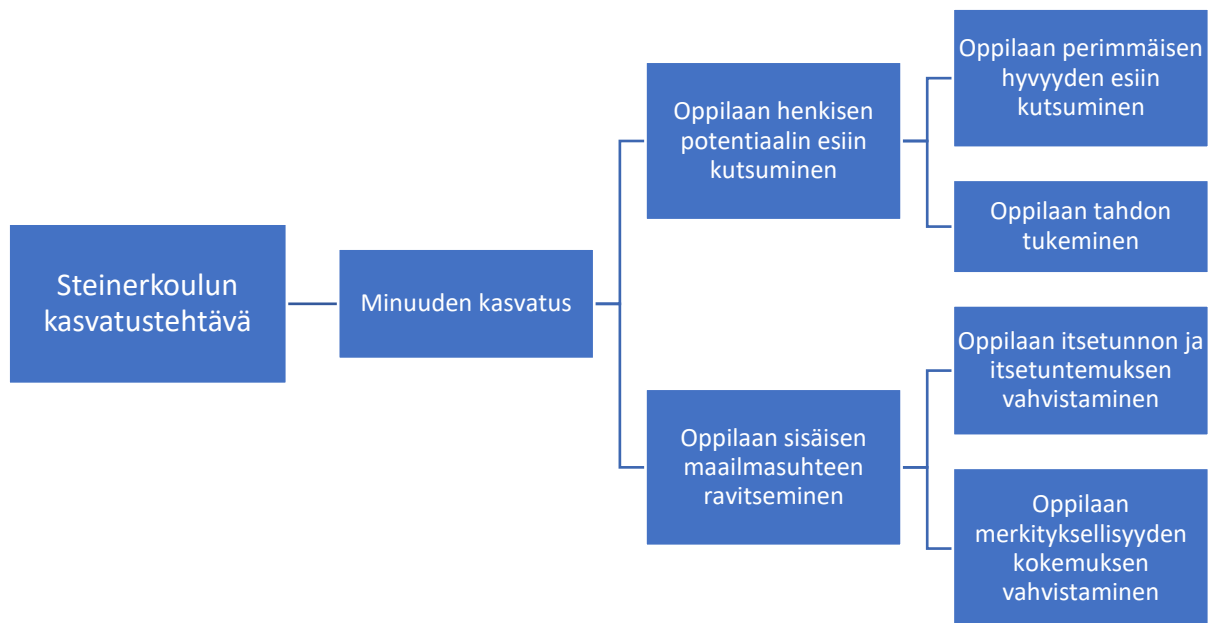 Steinerkoulun
kasvatustehtävä
Minuuden kasvatus
Oppilaan henkisen
potentiaalin esiin
kutsuminen
Oppilaan perimmäisen
hyvyyden esiin
kutsuminen
Oppilaan tahdon
tukeminen
Oppilaan sisäisen
maailmasuhteen
ravitseminen
Oppilaan itsetunnon ja
itsetuntemuksen
vahvistaminen
Oppilaan
merkityksellisyyden
kokemuksen
vahvistaminen